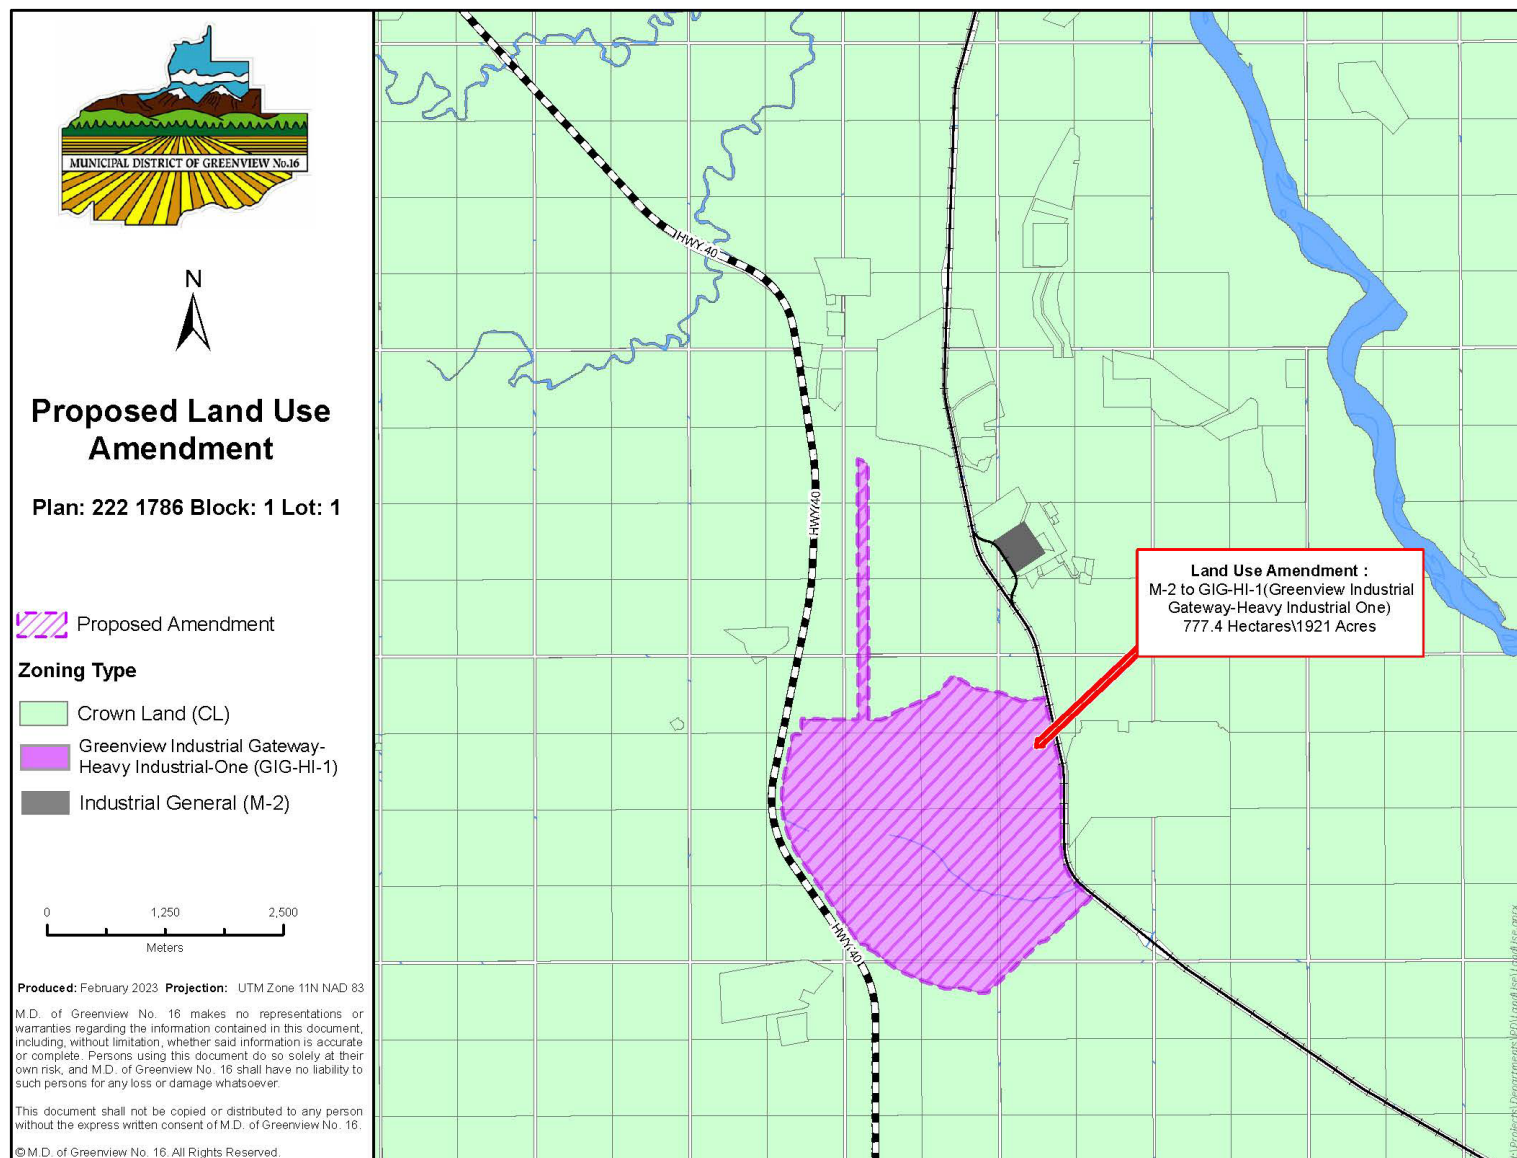 MUNICIPAL DISTRICT OF GREENVIEW No.16
N
Proposed Land Use
Amendment
Plan: 222 1786 Block: 1 Lot: 1
Proposed Amendment
Zoning Type
Crown Land (CL)
Greenview Industrial Gateway-
Heavy Industrial-One (GIG-HI-1)
Industrial General (M-2)
0 1,250 2,500
Meters
Produced: February 2023 Projection: UTM Zone 11N NAD 83
M.D. of Greenview No. 16 makes no representations or
warranties regarding the information contained in this document,
including, without limitation, whether said information is accurate
or complete. Persons using this document do so solely at their
own risk, and M.D. of Greenview No. 16 shall have no liability to
such persons for any loss or damage whatsoever.
This document shall not be copied or distributed to any person
without the express written consent of M.D. of Greenview No. 16.
© M.D. of Greenview No. 16. All Rights Reserved.
HWY 40
HWY 40
HWY 40
Land Use Amendment :
M-2 to GIG-HI-1(Greenview Industrial
Gateway-Heavy Industrial One)
777.4 Hectares\1921 Acres